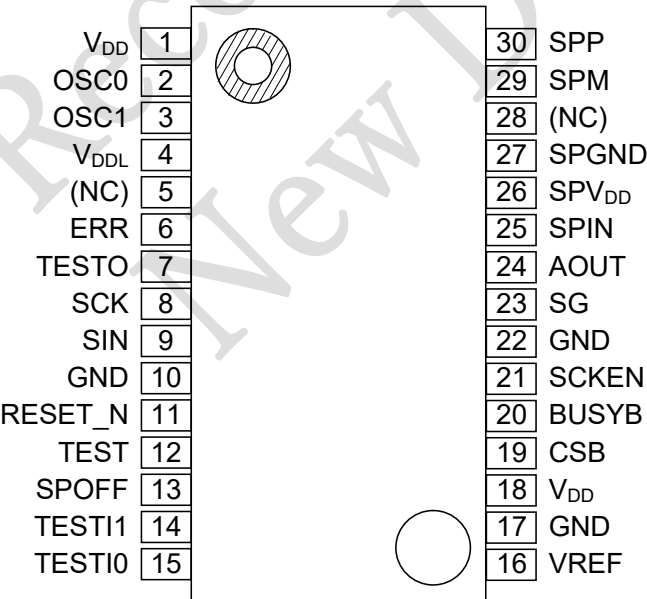 VDD 1 30 SPP
OSC0 2 29 SPM
OSC1 3 28 (NC)
VDDL 4 27 SPGND
(NC) 5 26 SPVDD
ERR 6 25 SPIN
TESTO 7 24 AOUT
SCK 8 23 SG
SIN 9 22 GND
GND 10 21 SCKEN
RESET_N 11 20 BUSYB
TEST 12 19 CSB
SPOFF 13 18 VDD
TESTI1 14 17 GND
TESTI0 15 16 VREF
New D